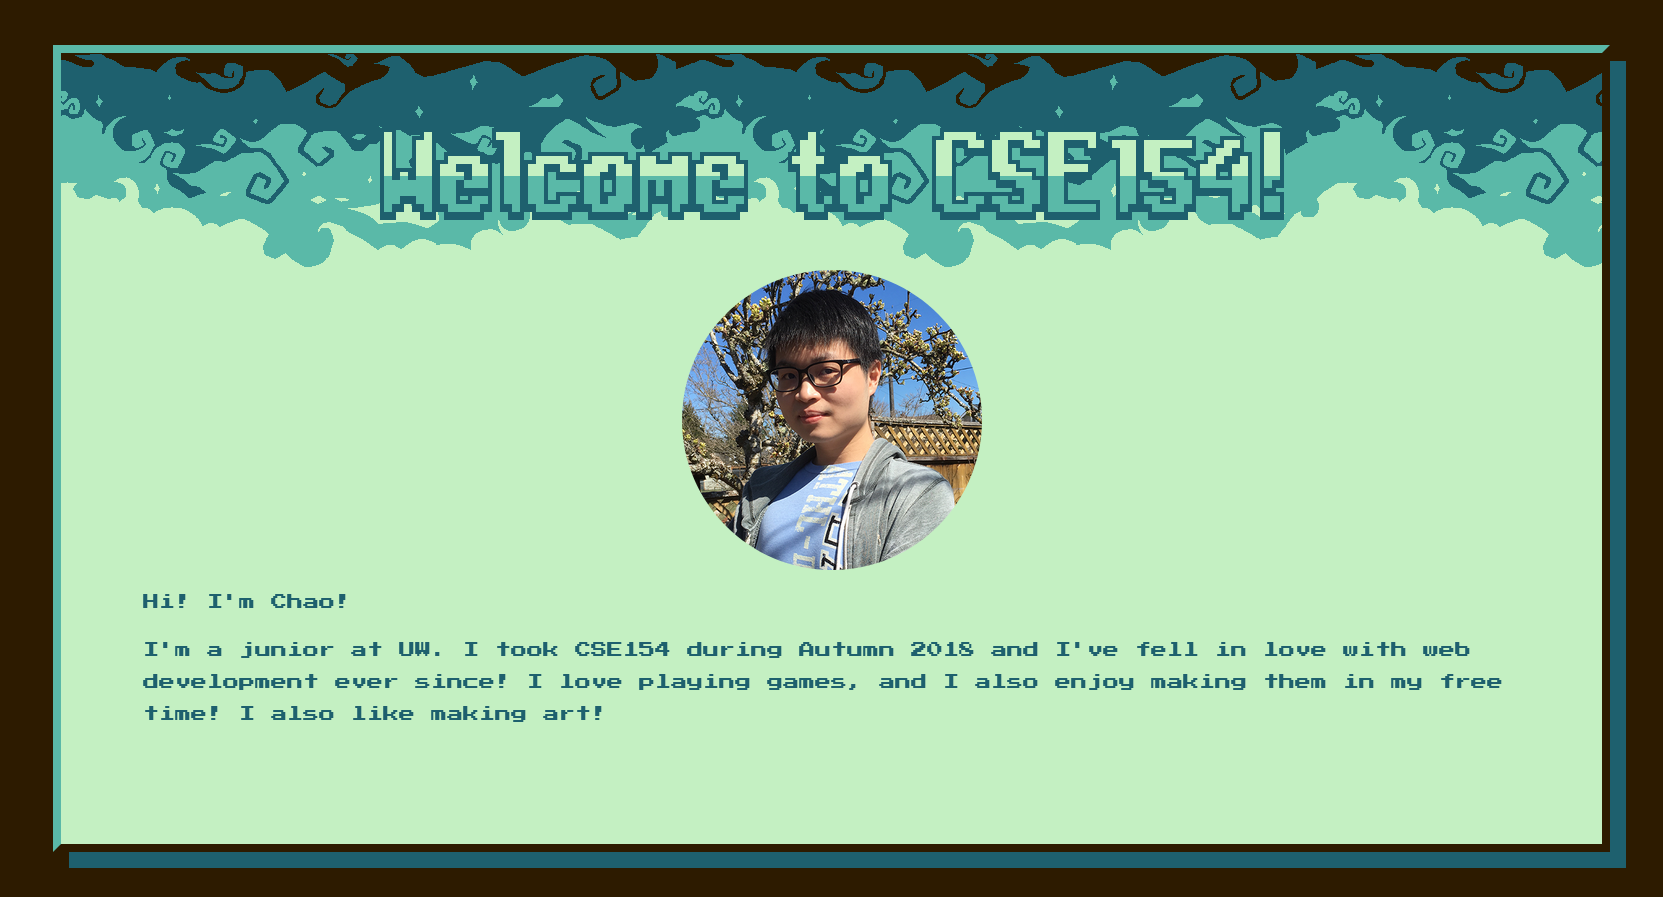 Welcome to CSE154!
Hi! I'm Chao!
I'm a junior at UW. I took CSE154 during Autumn 2018 and I've fell in love with web
development ever since! I love playing games, and I also enjoy making them in my free
time! I also like making art!